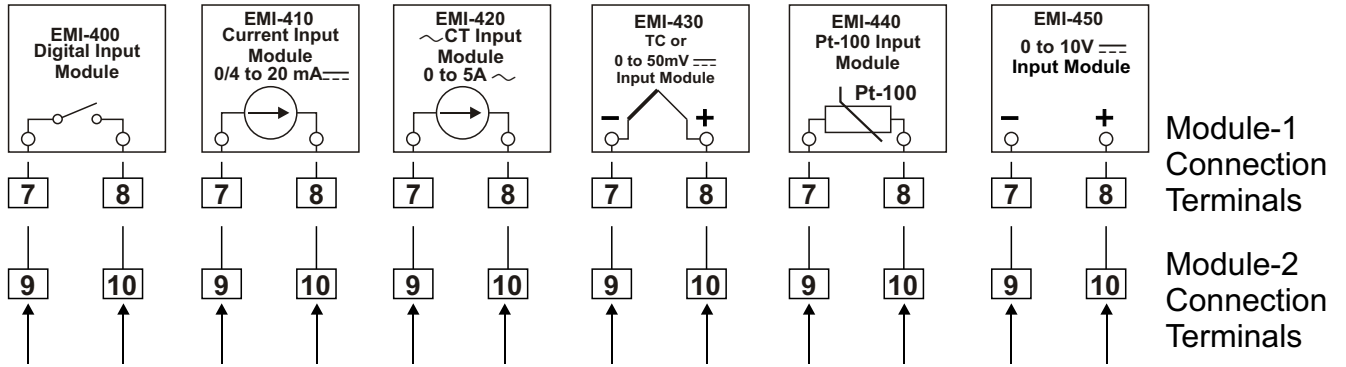 EMI-400
Digital Input
Module
EMI-410
Current Input
Module
0/4 to 20 mA⎓
EMI-420
∼CT Input
Module
0 to 5A ∼
EMI-430
TC or
0 to 50mV ⎓
Input Module
− +
EMI-440
Pt-100 Input
Module
Pt-100
EMI-450
0 to 10V ⎓
Input Module
− +
7 8 7 8 7 8 7 8 7 8 7 8
Module-1
Connection
Terminals
9 10 9 10 9 10 9 10 9 10 9 10
Module-2
Connection
Terminals